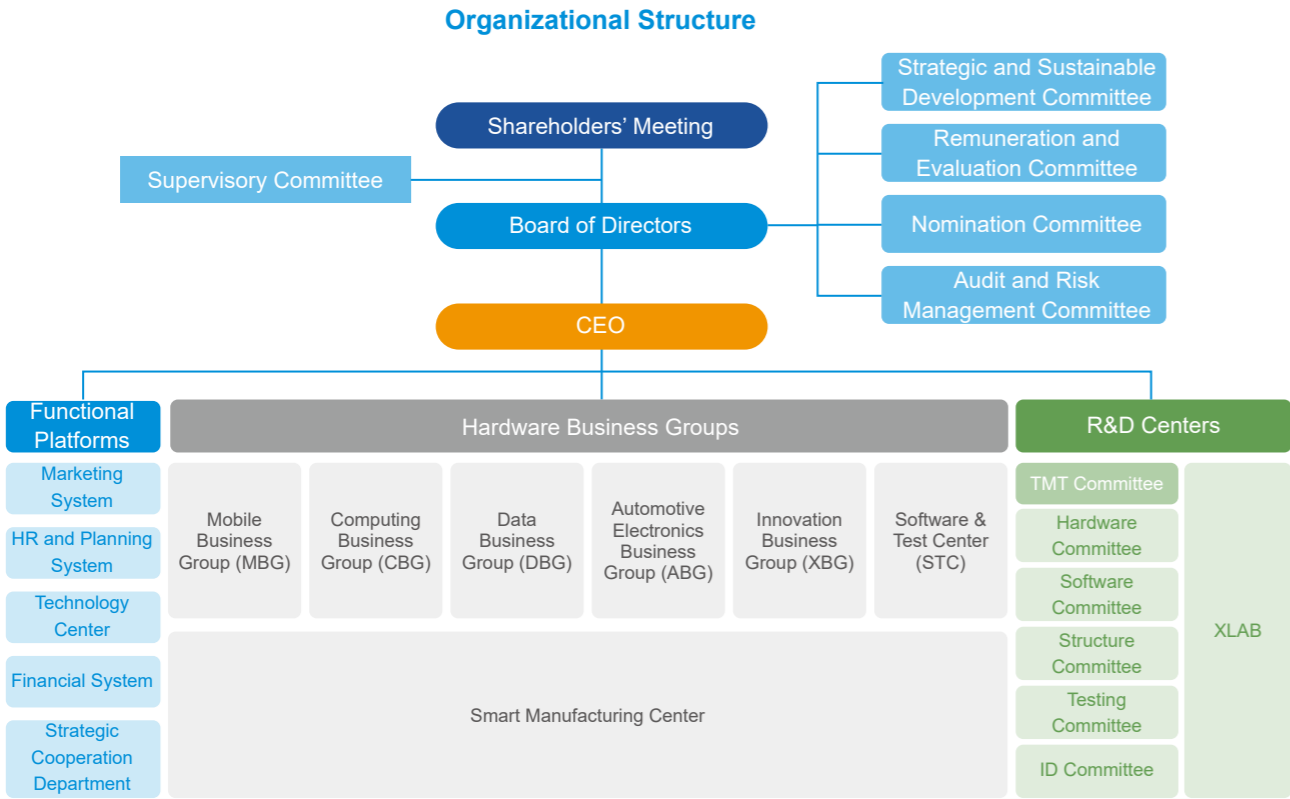 Organizational Structure
Shareholders’ Meeting
Supervisory Committee
Board of Directors
CEO
Strategic and Sustainable
Development Committee
Remuneration and
Evaluation Committee
Nomination Committee
Audit and Risk
Management Committee
Functional
Platforms
Marketing
System
HR and Planning
System
Technology
Center
Financial System
Strategic
Cooperation
Department
Hardware Business Groups
Mobile
Business
Group (MBG)
Computing
Business
Group (CBG)
Data
Business
Group (DBG)
Automotive
Electronics
Business
Group (ABG)
Innovation
Business
Group (XBG)
Software &
Test Center
(STC)
Smart Manufacturing Center
R&D Centers
TMT Committee
Hardware
Committee
Software
Committee
Structure
Committee
Testing
Committee
ID Committee
XLAB